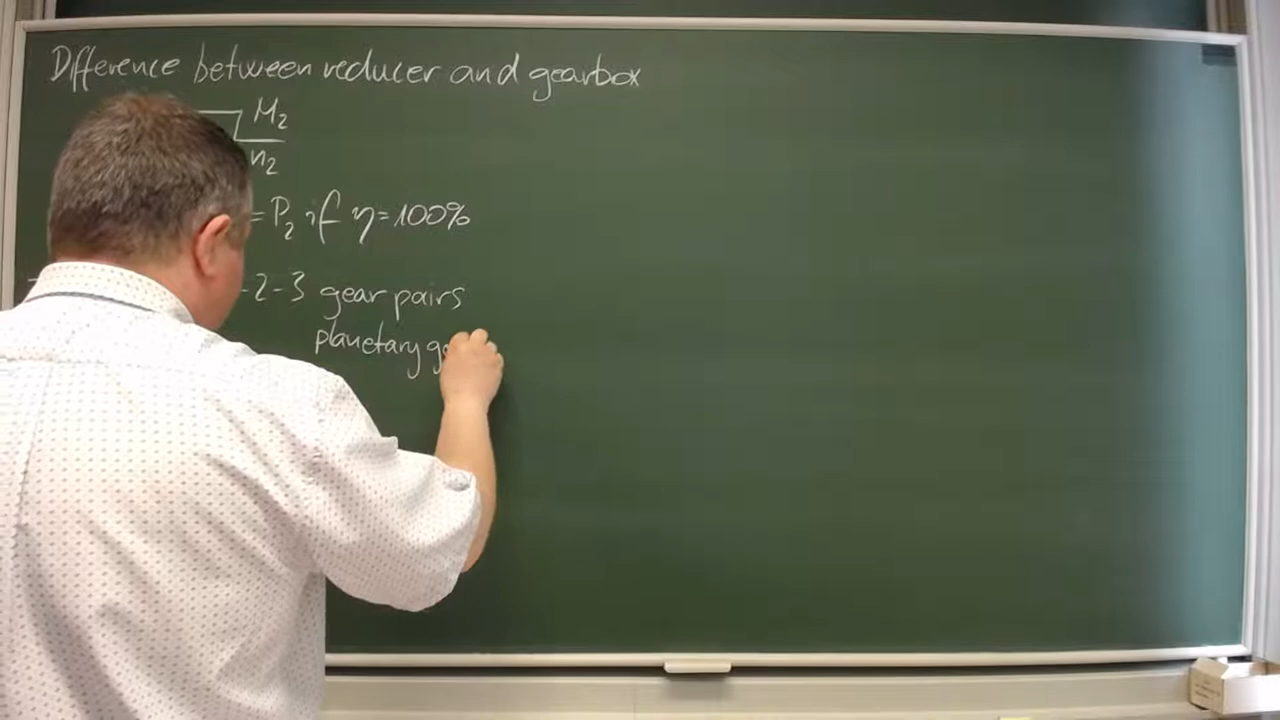 Difference between reducer and gearbox
M₂
n₂
= P₂ if η = 100%
-2-3 gear pairs
planetary